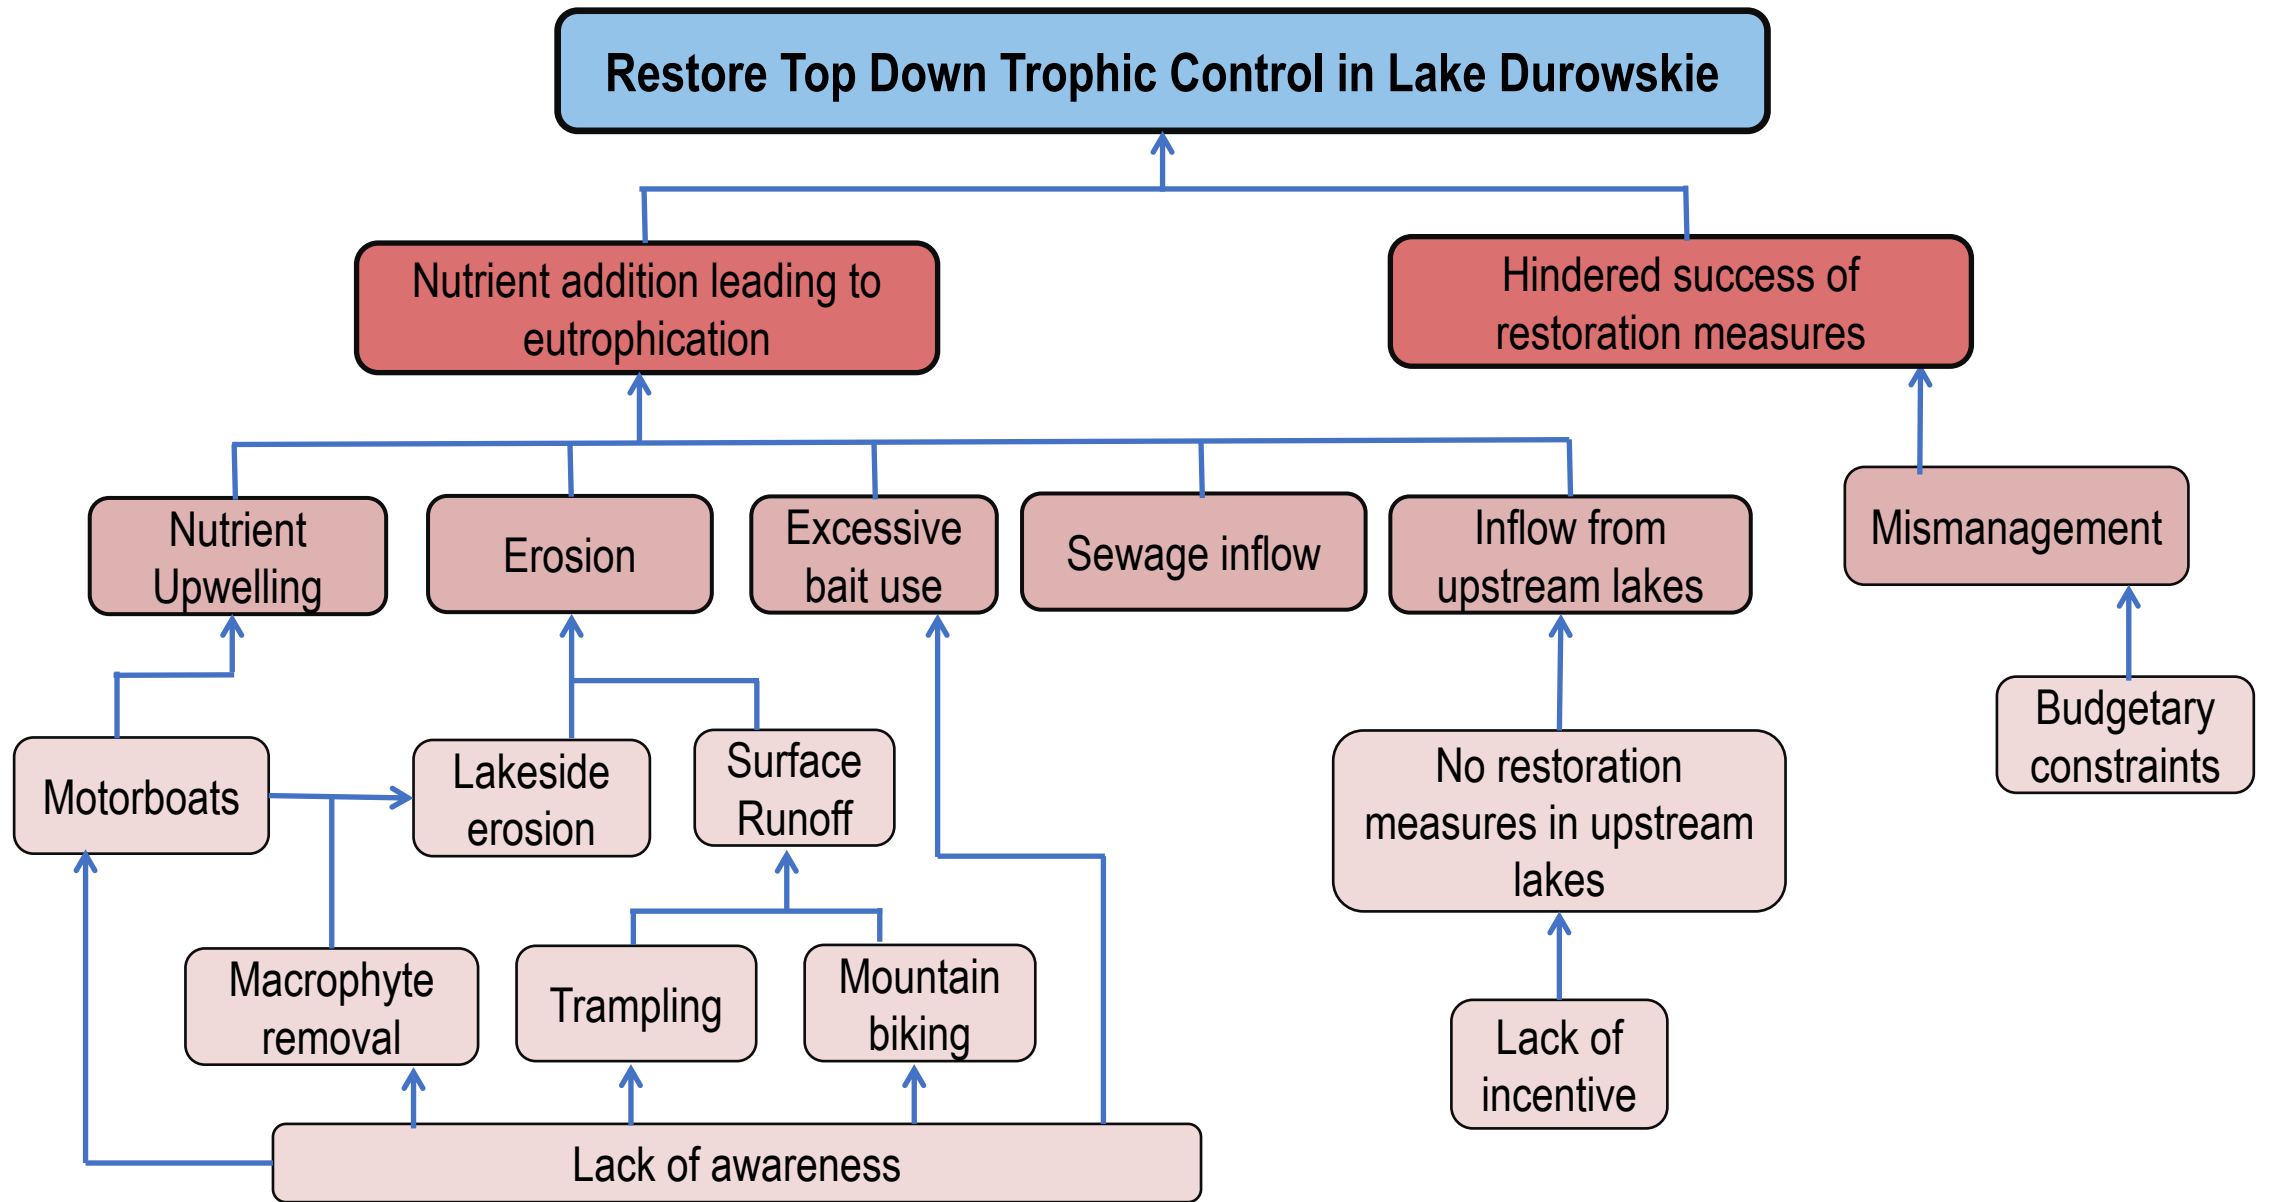 Restore Top Down Trophic Control in Lake Durowskie
Nutrient addition leading to
eutrophication
Hindered success of
restoration measures
Nutrient
Upwelling
Erosion
Excessive
bait use
Sewage inflow
Inflow from
upstream lakes
Mismanagement
Motorboats
Lakeside
erosion
Surface
Runoff
No restoration
measures in upstream
lakes
Budgetary
constraints
Macrophyte
removal
Trampling
Mountain
biking
Lack of
incentive
Lack of awareness